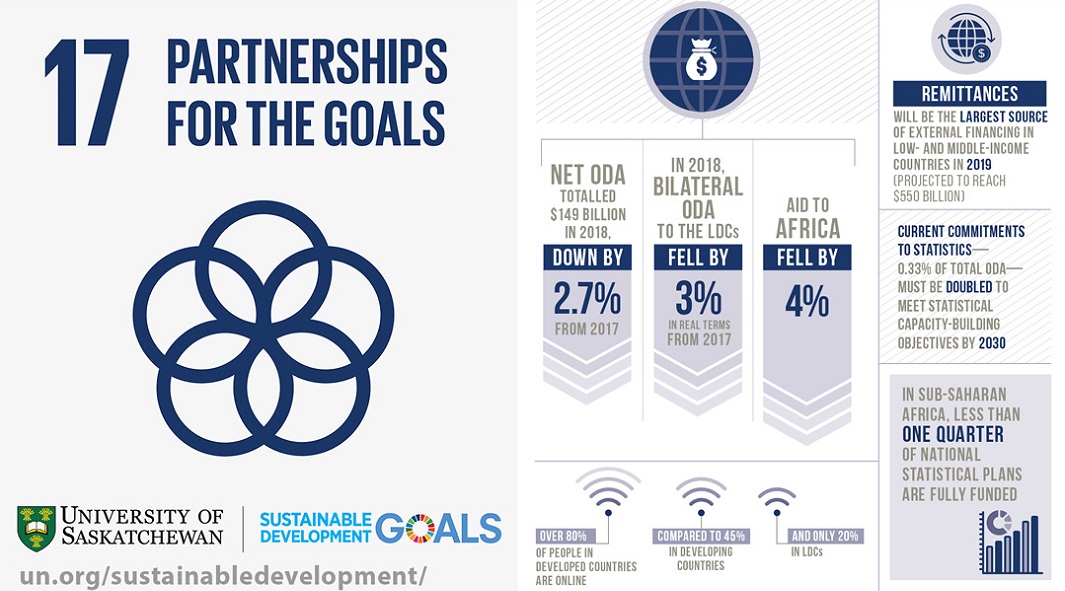 17
PARTNERSHIPS
FOR THE GOALS
UNIVERSITY OF
SASKATCHEWAN
SUSTAINABLE
DEVELOPMENT
GOALS
un.org/sustainabledevelopment/
$
NET ODA
TOTALLED
$149 BILLION
IN 2018,
DOWN BY
2.7%
FROM 2017
IN 2018,
BILATERAL
ODA
TO THE LDCs
FELL BY
3%
IN REAL TERMS
FROM 2017
AID TO
AFRICA
FELL BY
4%
OVER 80%
OF PEOPLE IN
DEVELOPED COUNTRIES
ARE ONLINE
COMPARED TO 45%
IN DEVELOPING
COUNTRIES
AND ONLY 20%
IN LDCs
$
REMITTANCES
WILL BE THE LARGEST SOURCE
OF EXTERNAL FINANCING IN
LOW- AND MIDDLE-INCOME
COUNTRIES IN 2019
(PROJECTED TO REACH
$550 BILLION)
CURRENT COMMITMENTS
TO STATISTICS—
0.33% OF TOTAL ODA—
MUST BE DOUBLED TO
MEET STATISTICAL
CAPACITY-BUILDING
OBJECTIVES BY 2030
IN SUB-SAHARAN
AFRICA, LESS THAN
ONE QUARTER
OF NATIONAL
STATISTICAL PLANS
ARE FULLY FUNDED